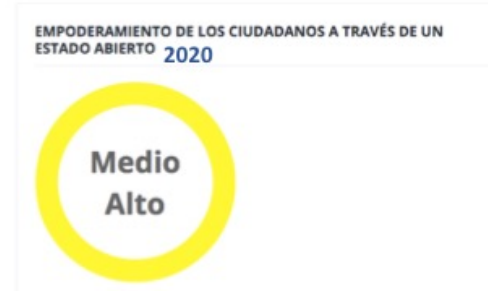 EMPODERAMIENTO DE LOS CIUDADANOS A TRAVÉS DE UN
ESTADO ABIERTO 2020
Medio
Alto